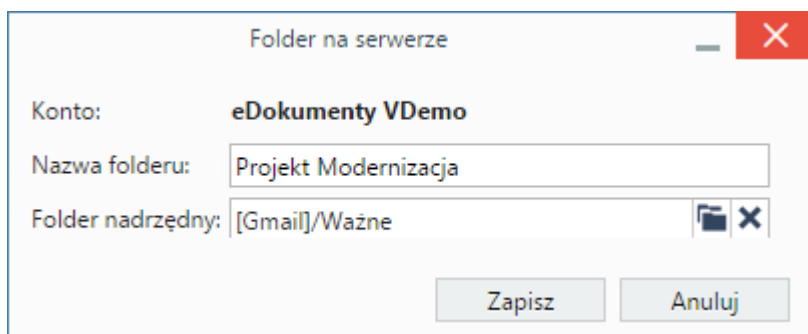 Folder na serwerze
Konto: eDokumenty VDemo
Nazwa folderu: Projekt Modernizacja
Folder nadrzędny: [Gmail]/Ważne
Zapisz Anuluj